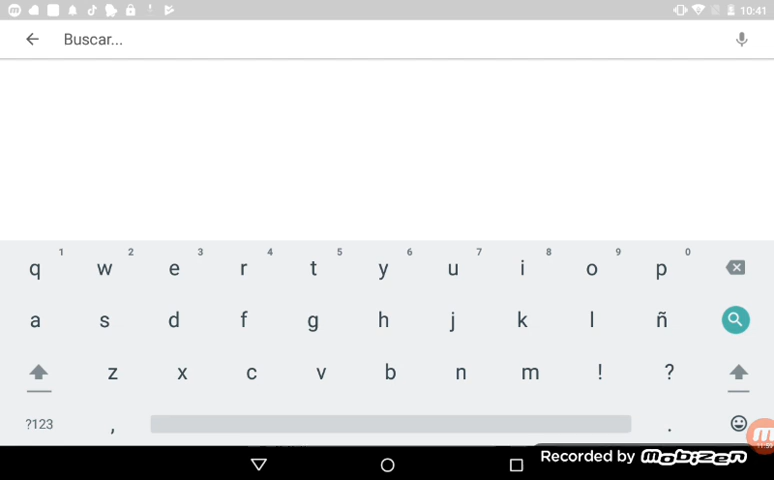 10:41
Buscar...
1 2 3 4 5 6 7 8 9 0
q w e r t y u i o p
a s d f g h j k l ñ
z x c v b n m ! ?
?123 , .
Recorded by mobizen